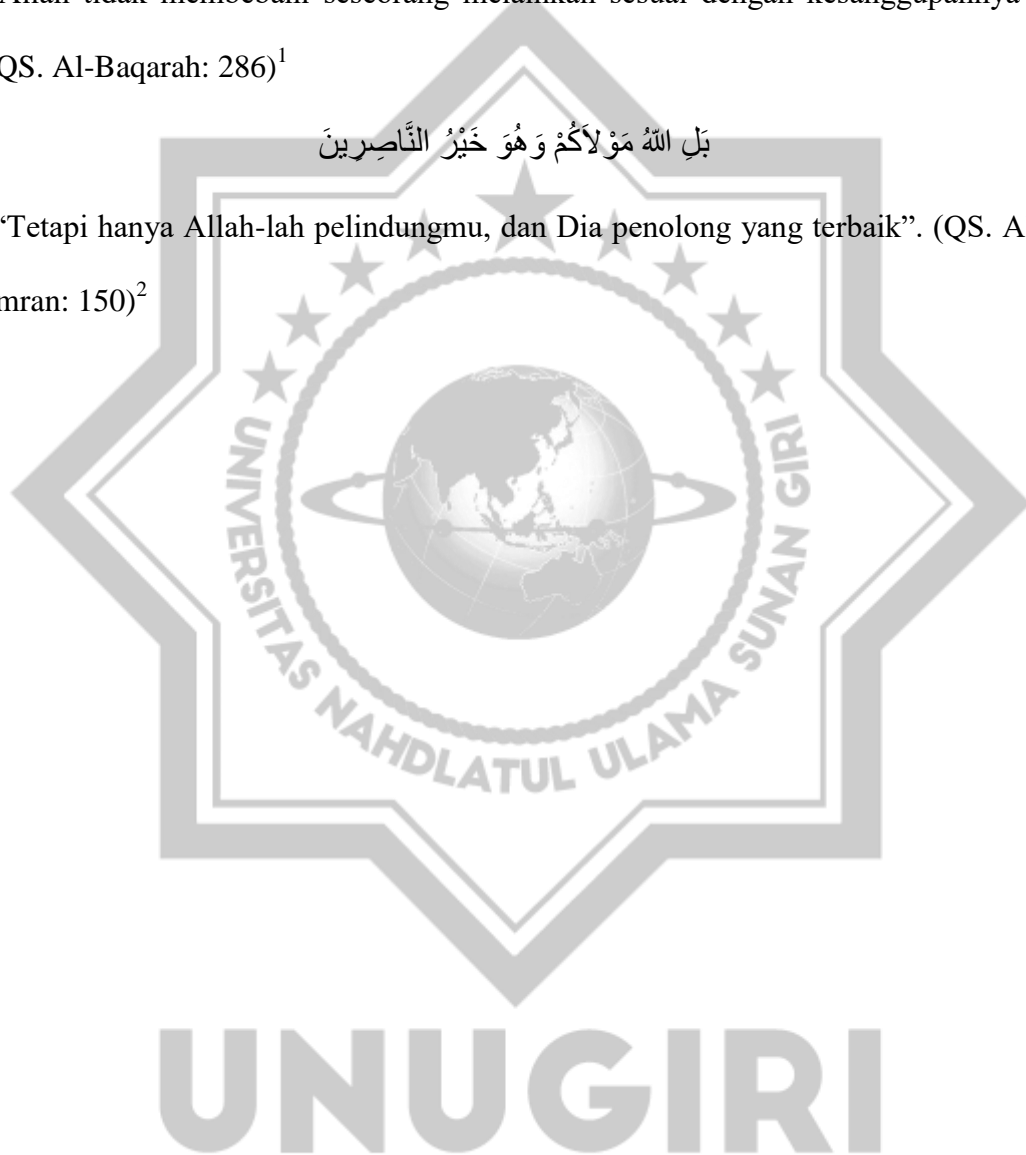 Allah tidak membebani seseorang melainkan sesuai dengan kesanggupannya
QS. Al-Baqarah: 286)1
بَلِ اللّهُ مَوْلاَكُمْ وَهُوَ خَيْرُ النَّاصِرِينَ
“Tetapi hanya Allah-lah pelindungmu, dan Dia penolong yang terbaik”. (QS. A
mran: 150)2
UNIVERSITAS NAHDLATUL ULAMA SUNAN GIRI
UNUGIRI